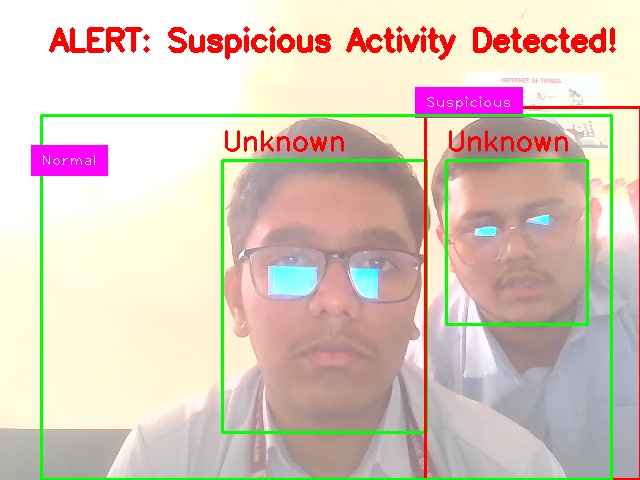 ALERT: Suspicious Activity Detected!
INTERNET OF THINGS
Suspicious
Unknown
Unknown
Normal